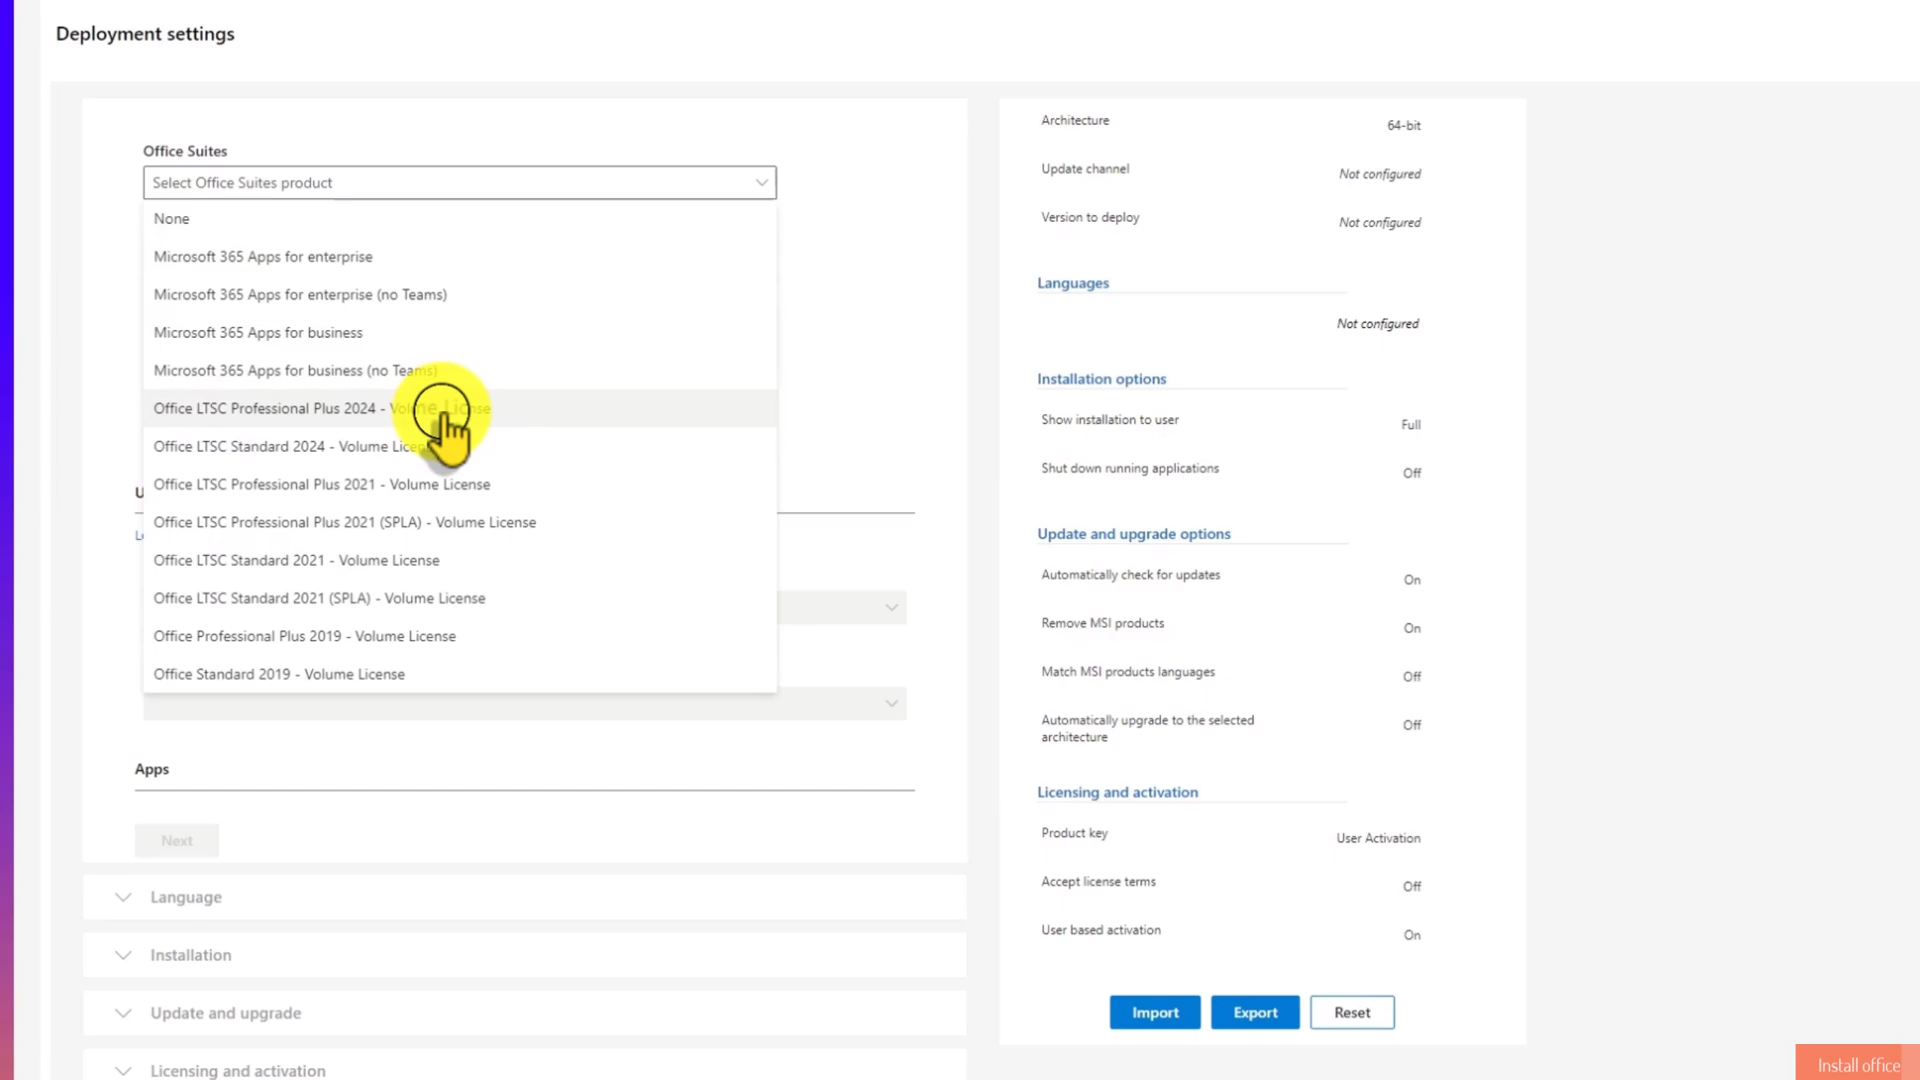 Deployment settings
Office Suites
Select Office Suites product
None
Microsoft 365 Apps for enterprise
Microsoft 365 Apps for enterprise (no Teams)
Microsoft 365 Apps for business
Microsoft 365 Apps for business (no Teams)
Office LTSC Professional Plus 2024 - Volume License
Office LTSC Standard 2024 - Volume License
Office LTSC Professional Plus 2021 - Volume License
Office LTSC Professional Plus 2021 (SPLA) - Volume License
Office LTSC Standard 2021 - Volume License
Office LTSC Standard 2021 (SPLA) - Volume License
Office Professional Plus 2019 - Volume License
Office Standard 2019 - Volume License
Apps
Next
Language
Installation
Update and upgrade
Licensing and activation
Architecture 64-bit
Update channel Not configured
Version to deploy Not configured
Languages
Not configured
Installation options
Show installation to user Full
Shut down running applications Off
Update and upgrade options
Automatically check for updates On
Remove MSI products On
Match MSI products languages Off
Automatically upgrade to the selected Off
architecture
Licensing and activation
Product key User Activation
Accept license terms Off
User based activation On
Import Export Reset
Install office